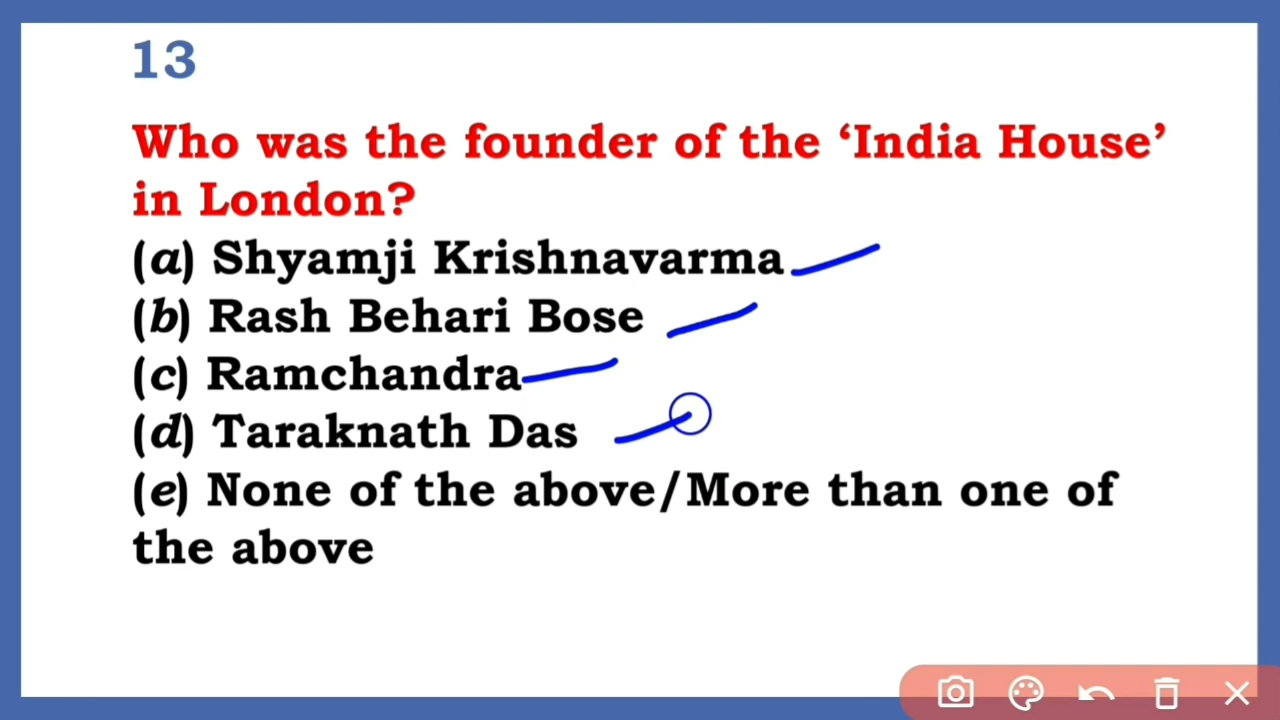 13
Who was the founder of the ‘India House’
in London?
(a) Shyamji Krishnavarma
(b) Rash Behari Bose
(c) Ramchandra
(d) Taraknath Das
(e) None of the above/More than one of
the above